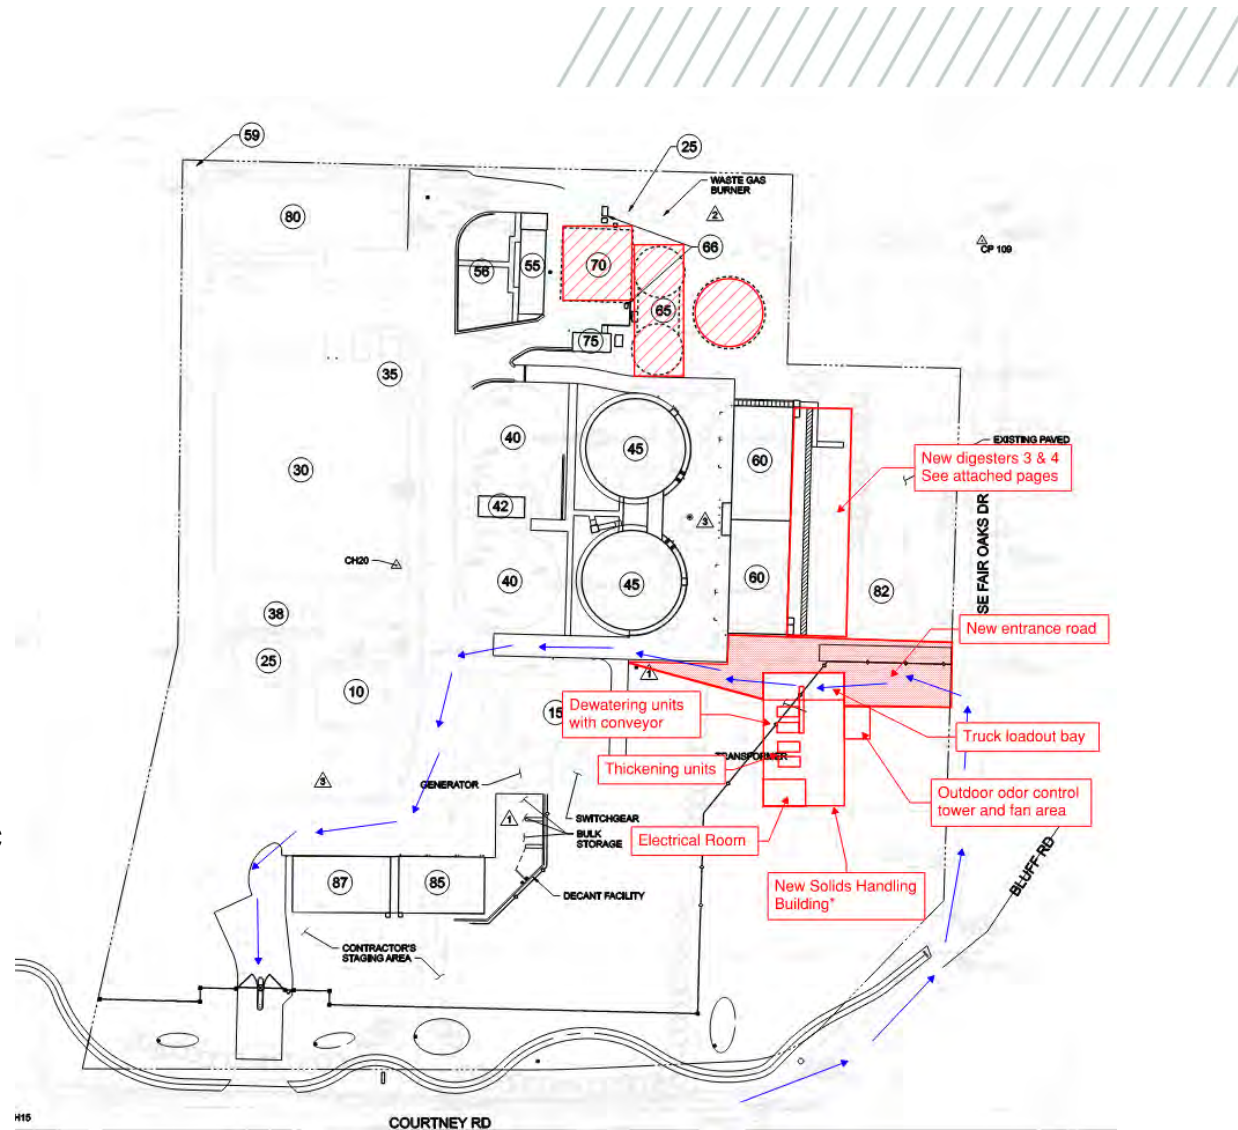 59
25
WASTE GAS
BURNER
2
80
66
CP 109
56
55
70
65
75
35
EXISTING PAVED
40
45
60
New digesters 3 & 4
See attached pages
30
42
3
SE FAIR OAKS DR
CH20
40
45
60
82
38
New entrance road
25
1
10
15
Dewatering units
with conveyor
Truck loadout bay
TRANSFORMER
Thickening units
3
GENERATOR
Outdoor odor control
tower and fan area
1
SWITCHGEAR
BULK
STORAGE
Electrical Room
BLUFF RD
87
85
DECANT FACILITY
New Solids Handling
Building*
CONTRACTOR'S
STAGING AREA
H15
COURTNEY RD